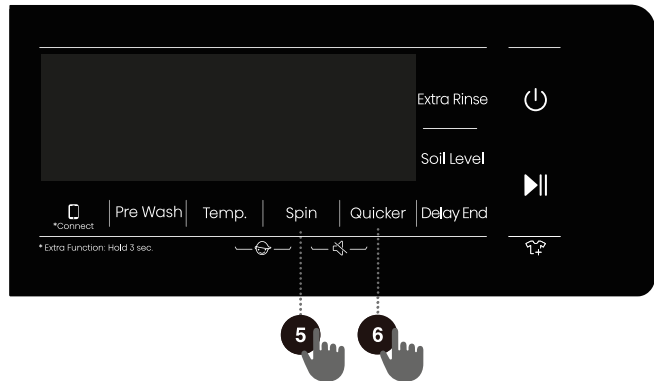 Extra Rinse
Soil Level
*Connect
Pre Wash
Temp.
Spin
Quicker
Delay End
* Extra Function: Hold 3 sec.
5
6